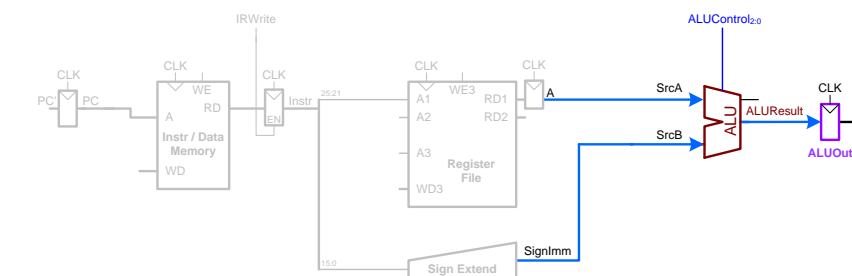 IRWrite
ALUControl2:0
CLK
CLK
CLK
CLK
CLK
CLK
PC'
PC
A
RD
WE
Instr / Data
Memory
WD
EN
Instr
25:21
A1
A2
A3
WD3
WE3
RD1
RD2
Register
File
A
SrcA
SrcB
ALU
ALUResult
ALUOut
SignImm
15:0
Sign Extend